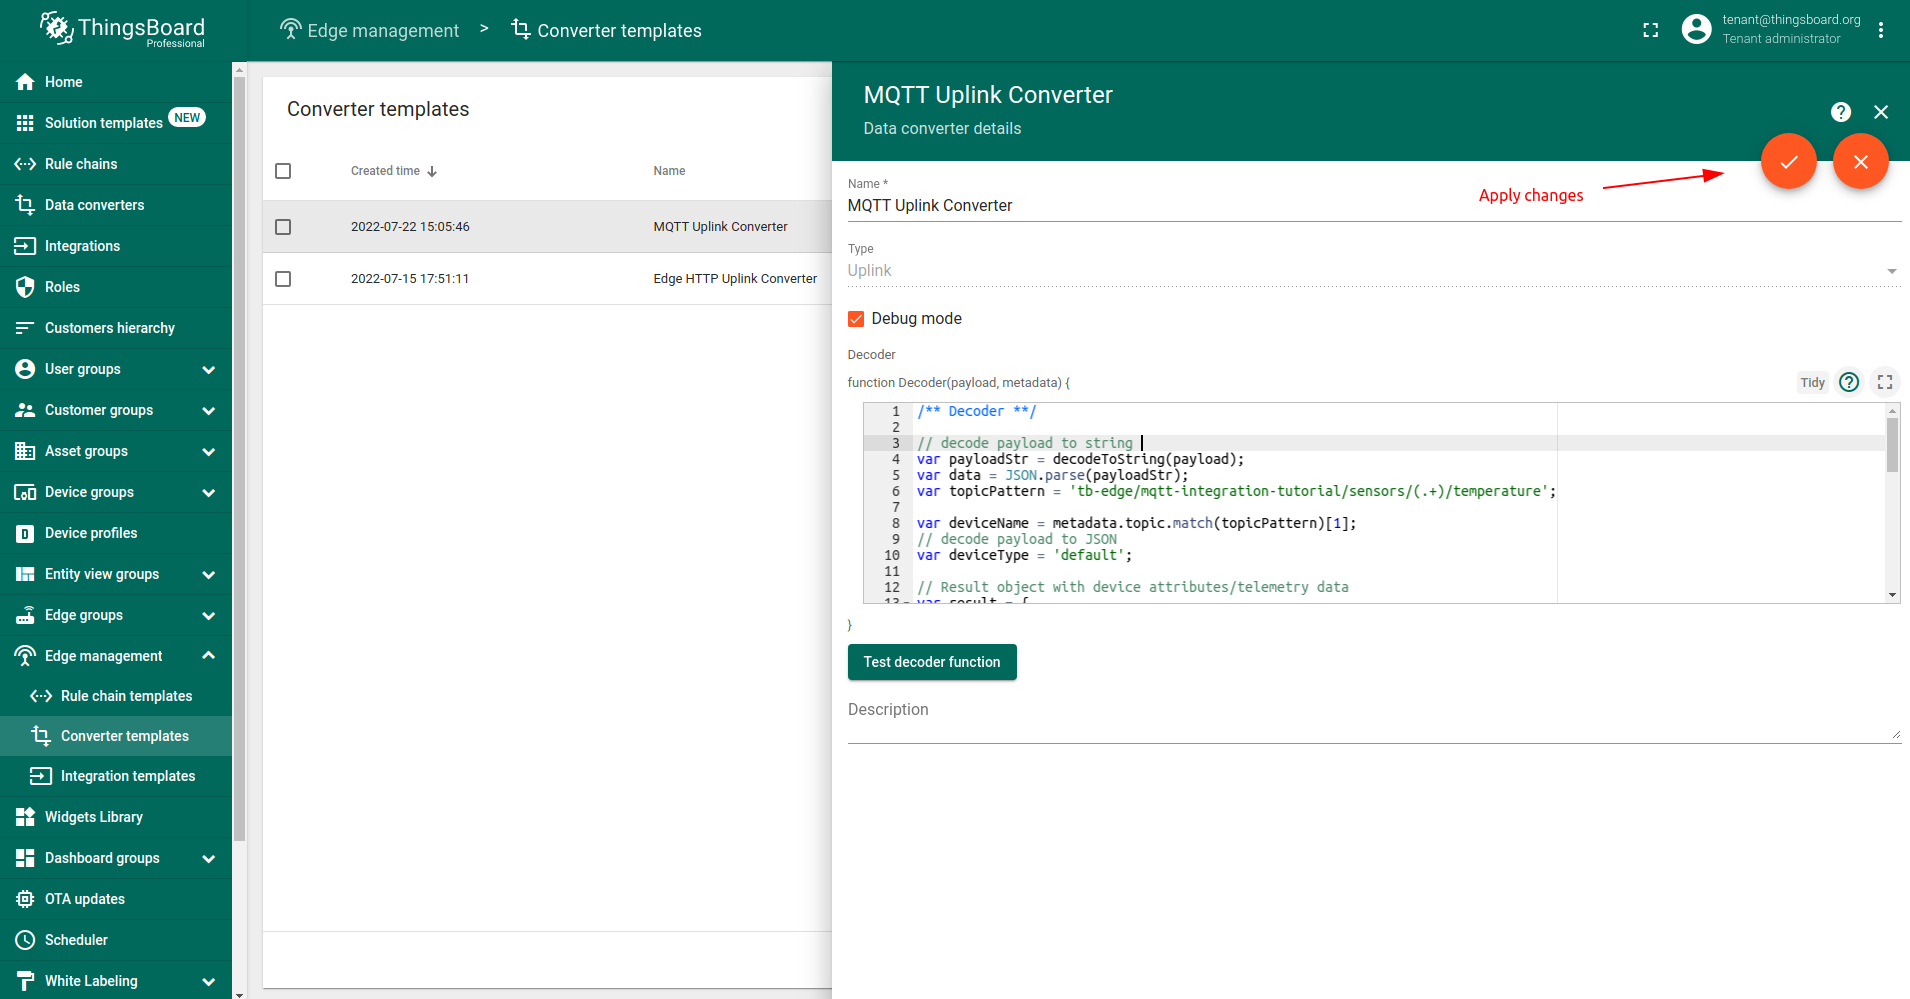 ThingsBoard
Professional
Edge management > Converter templates
tenant@thingsboard.org
Tenant administrator
Home
Solution templates NEW
Rule chains
Data converters
Integrations
Roles
Customers hierarchy
User groups
Customer groups
Asset groups
Device groups
Device profiles
Entity view groups
Edge groups
Edge management
Rule chain templates
Converter templates
Integration templates
Widgets Library
Dashboard groups
OTA updates
Scheduler
White Labeling
Converter templates
Created time Name
2022-07-22 15:05:46 MQTT Uplink Converter
2022-07-15 17:51:11 Edge HTTP Uplink Converter
MQTT Uplink Converter
Data converter details
Apply changes
Name *
MQTT Uplink Converter
Type
Uplink
Debug mode
Decoder
function Decoder(payload, metadata) {
Tidy
1 /** Decoder **/
2
3 // decode payload to string
4 var payloadStr = decodeToString(payload);
5 var data = JSON.parse(payloadStr);
6 var topicPattern = 'tb-edge/mqtt-integration-tutorial/sensors/(.+)/temperature';
7
8 var deviceName = metadata.topic.match(topicPattern)[1];
9 // decode payload to JSON
10 var deviceType = 'default';
11
12 // Result object with device attributes/telemetry data
13 var result = {
}
Test decoder function
Description